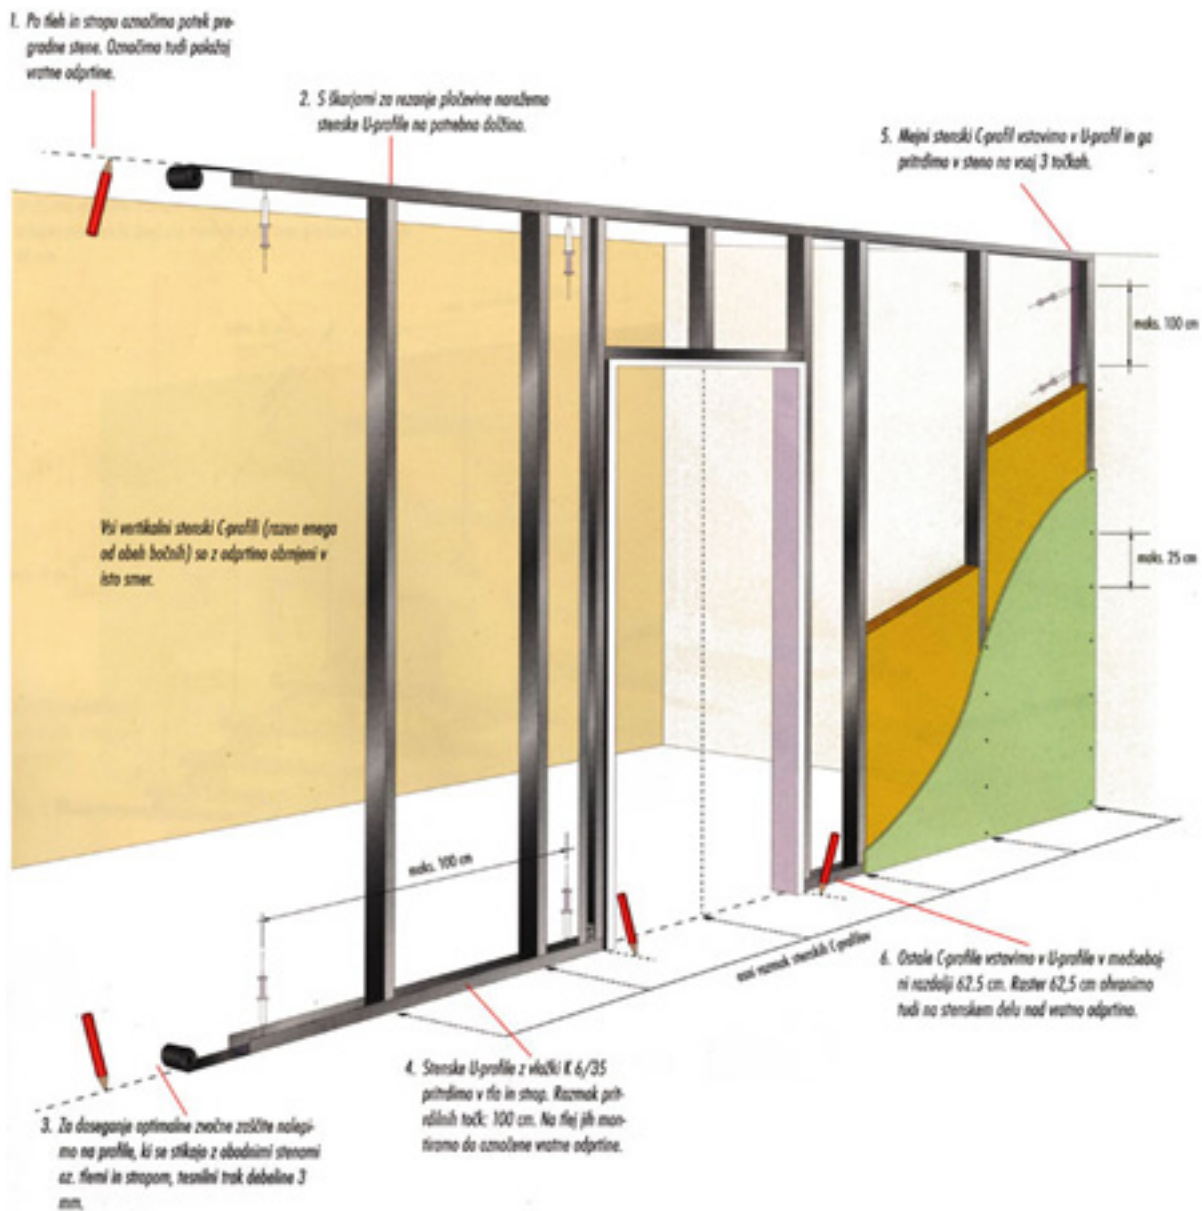 1. Po tleh in stropu označimo potek pre-
gradne stene. Označimo tudi položaj
vratne odprtine.
2. S škarjami za rezanje pločevine narežemo
stenske U-profile na potrebno dolžino.
5. Mejni stenski C-profil vstavimo v U-profil in ga
pritrdimo v steno na vsaj 3 točkah.
maks. 100 cm
Vsi vertikalni stenski C-profili (razen enega
od obeh bočnih) so z odprtino obrnjeni v
isto smer.
maks. 25 cm
maks. 100 cm
osni razmak stenskih C-profilov
6. Ostale C-profile vstavimo v U-profile v medseboj-
ni razdalji 62.5 cm. Raster 62,5 cm ohranimo
tudi na stenskem delu nad vratno odprtino.
4. Stenske U-profile z vložki K 6/35
pritrdimo v tla in strop. Razmak prit-
rdilnih točk: 100 cm. Na tlej jih mon-
tiramo do označene vratne odprtine.
3. Za doseganje optimalne zvočne zaščite nalepi-
mo na profile, ki se stikajo z obodnimi stenami
oz. tlemi in stropom, tesnilni trak debeline 3
mm.